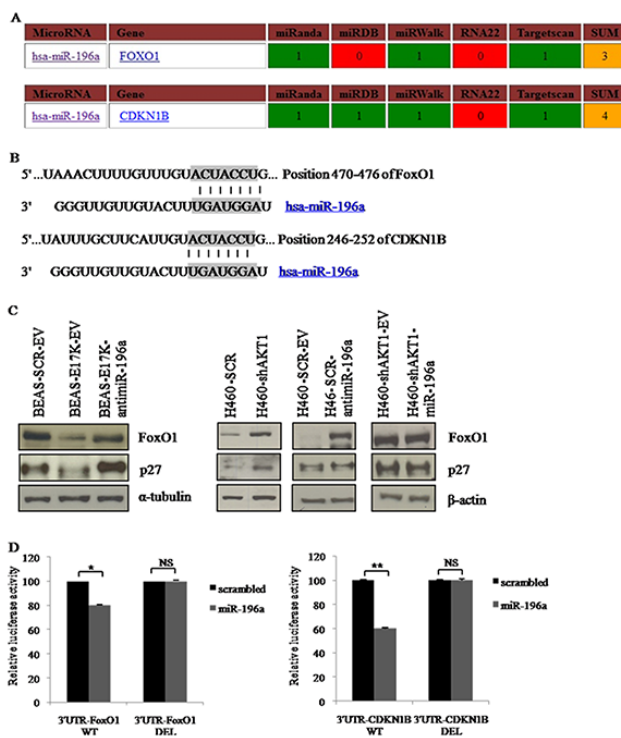 A
MicroRNA Gene miRanda miRDB miRWalk RNA22 Targetscan SUM
hsa-miR-196a FOXO1 1 0 1 0 1 3
MicroRNA Gene miRanda miRDB miRWalk RNA22 Targetscan SUM
hsa-miR-196a CDKN1B 1 1 1 0 1 4
B
5' ...UAAACUUUUGUUUGUACUACCUG... Position 470-476 of FoxO1
3' GGGUUGUUGUACUUUGAUGGAU hsa-miR-196a
5' ...UAUUUGCUUCAUUGUACUACCUG... Position 246-252 of CDKN1B
3' GGGUUGUUGUACUUUGAUGGAU hsa-miR-196a
C
BEAS-SCR-EV
BEAS-E17K-EV
BEAS-E17K-
antimiR-196a
H460-SCR
H460-shAKT1
H460-SCR-EV
H46-SCR-
antimiR-196a
H460-shAKT1-EV
H460-shAKT1-
miR-196a
FoxO1 FoxO1
p27 p27
α-tubulin β-actin
D
Relative luciferase activity
120
100
80
60
40
20
0
*
NS
scrambled
miR-196a
3'UTR-FoxO1
WT
3'UTR-FoxO1
DEL
Relative luciferase activity
120
100
80
60
40
20
0
**
NS
scrambled
miR-196a
3'UTR-CDKN1B
WT
3'UTR-CDKN1B
DEL